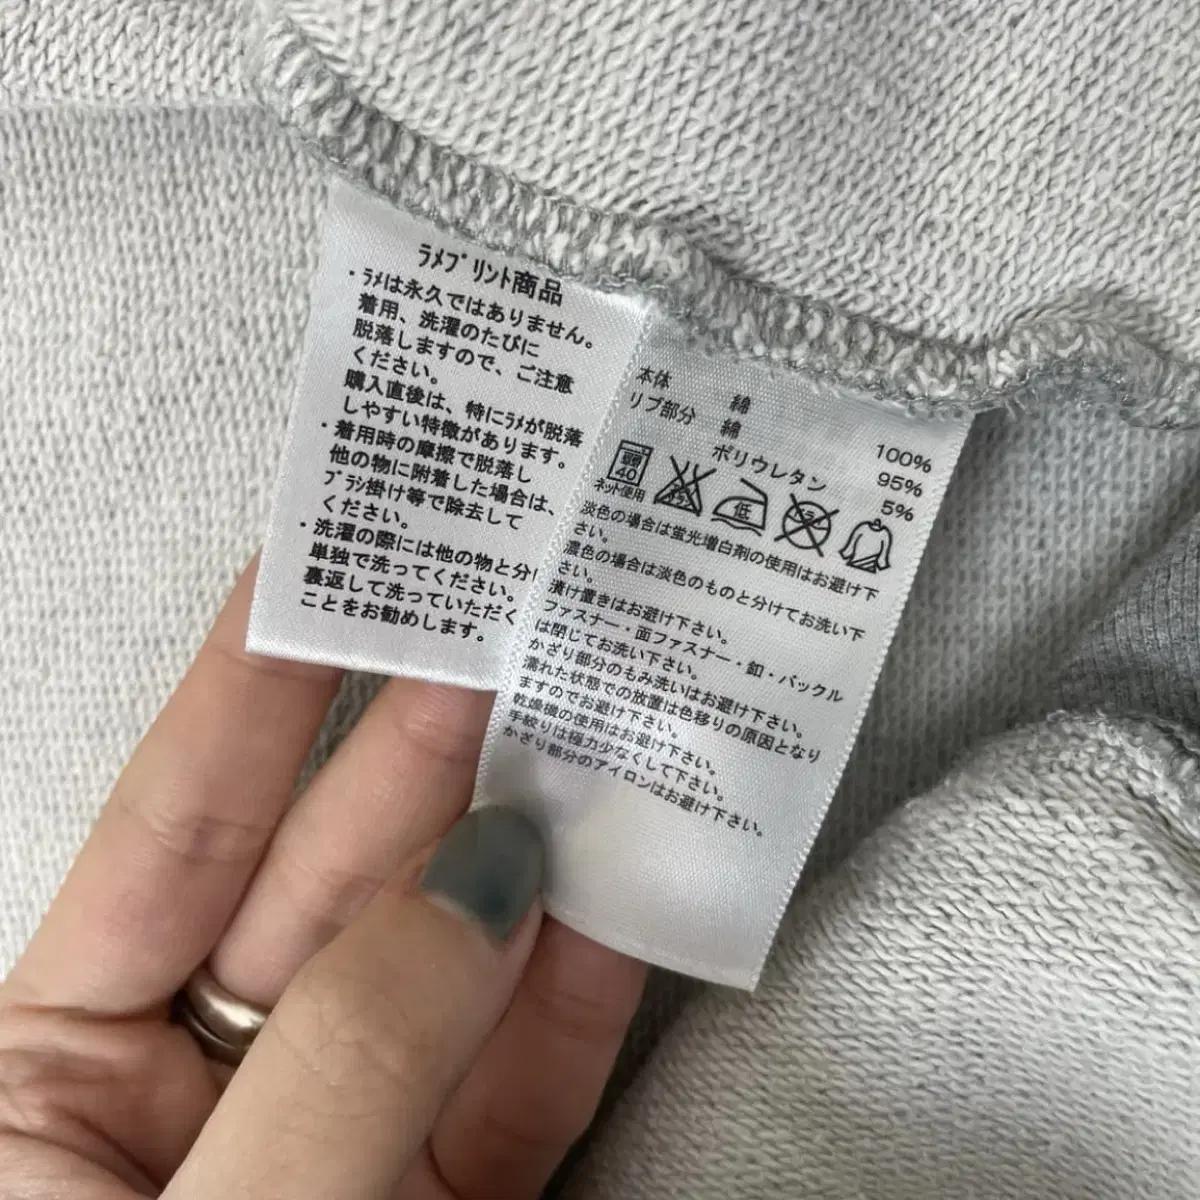 ﾗﾒﾌﾟﾘﾝﾄ商品
・ﾗﾒは永久ではありません。
着用、洗濯のたびに
脱落しますので、ご注意
ください。
購入直後は、特にﾗﾒが脱落
しやすい特徴があります。
・着用時の摩擦で脱落し
他の物に附着した場合は、
ﾌﾞﾗｼ掛け等で除去して
ください。
・洗濯の際には他の物と分け
単独で洗ってください。
裏返して洗っていただく
ことをお勧めします。
本体 綿 100%
リブ部分 綿 95%
ポリウレタン 5%
弱 40
ネット使用
エンソサラシ
低
ドライ
淡色の場合は蛍光増白剤の使用はお避け下
さい。
濃色の場合は淡色のものと分けてお洗い下
さい。
漬け置きはお避け下さい。
ファスナー・面ファスナー・釦・バックル
は閉じてお洗い下さい。
かざり部分のもみ洗いはお避け下さい。
濡れた状態での放置は色移りの原因となり
ますのでお避け下さい。
乾燥機の使用はお避け下さい。
手絞りは極力少なくして下さい。
かざり部分のアイロンはお避け下さい。